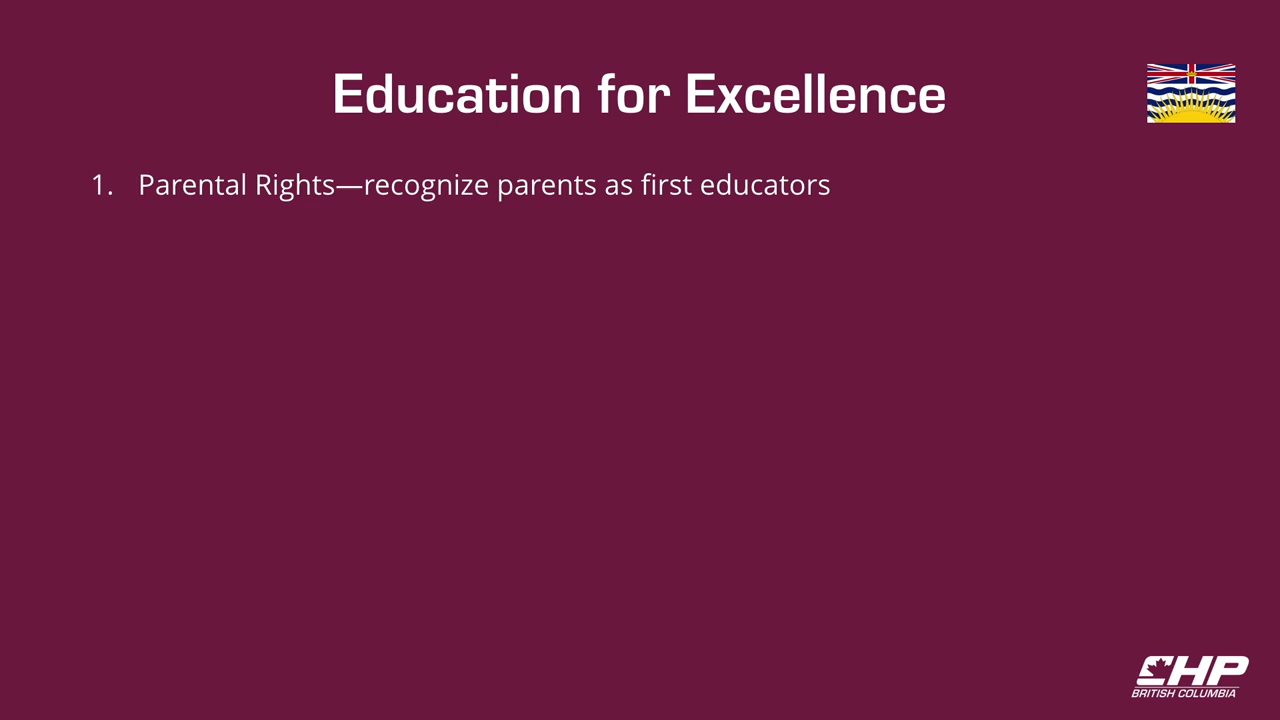 Education for Excellence
1. Parental Rights—recognize parents as first educators
CHP
BRITISH COLUMBIA